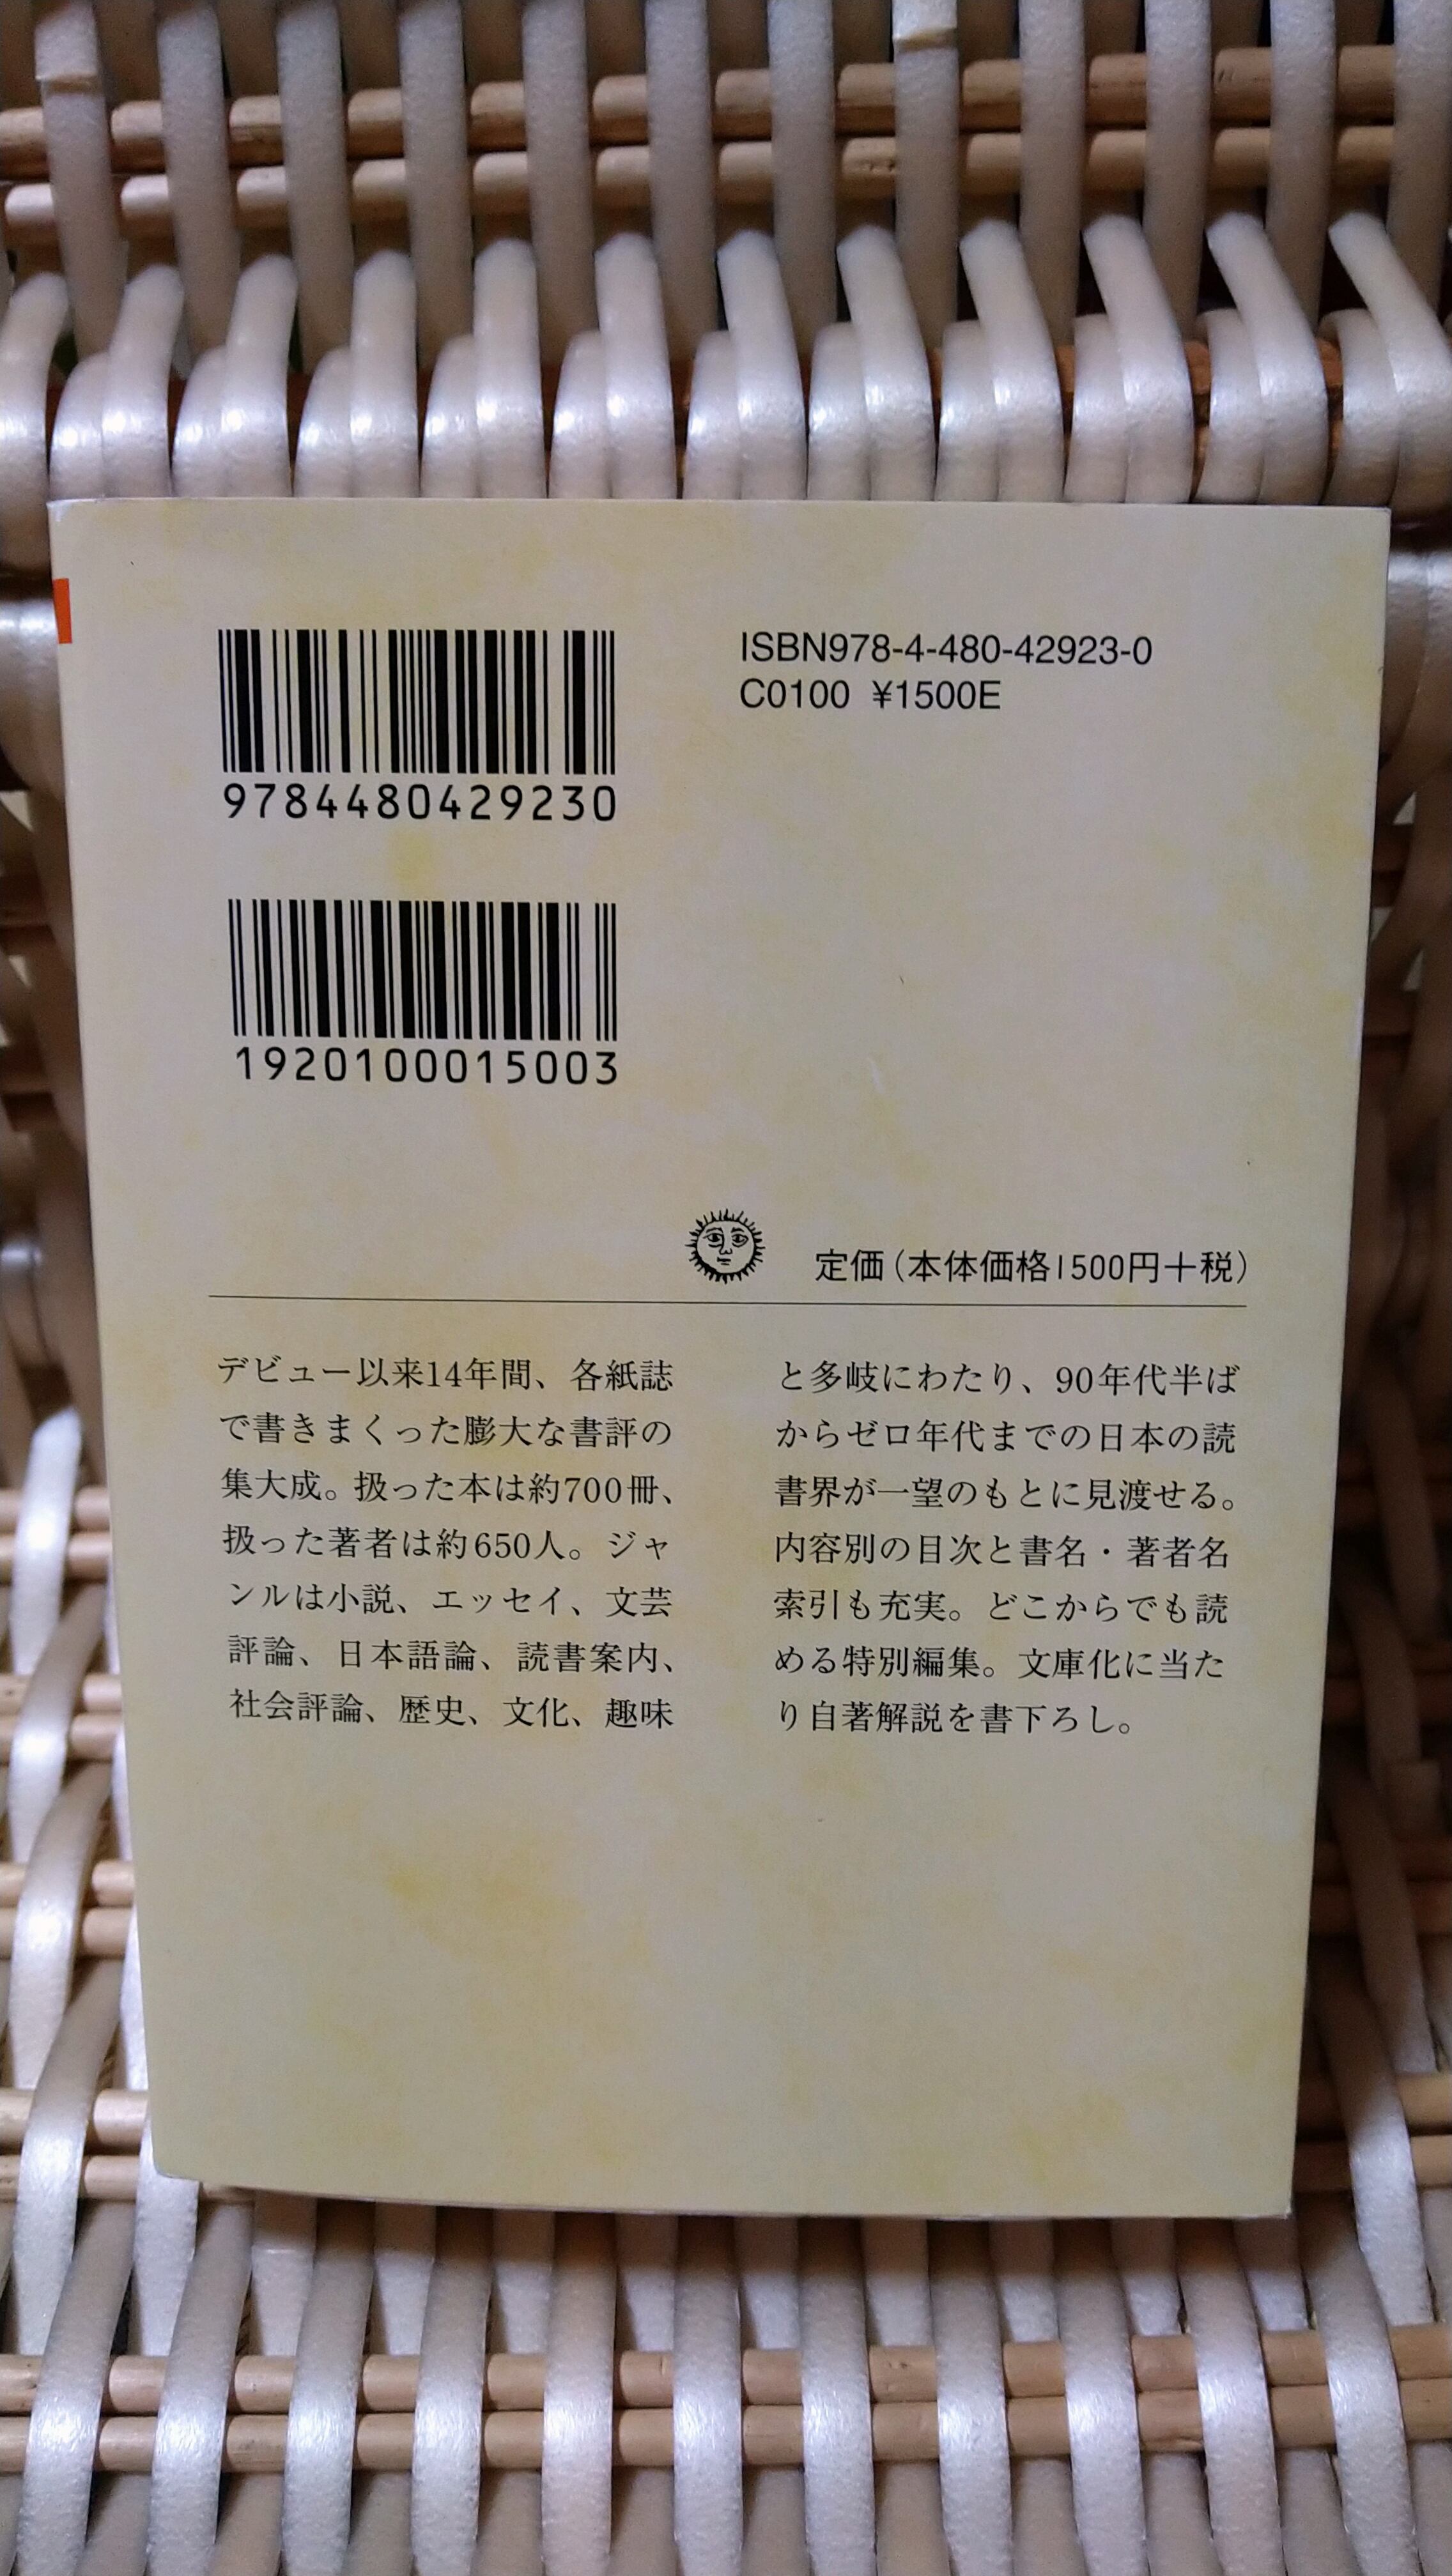 ISBN978-4-480-42923-0
C0100 ¥1500E
9784480429230
1920100015003
定価(本体価格1500円+税)
デビュー以来14年間、各紙誌
で書きまくった膨大な書評の
集大成。扱った本は約700冊、
扱った著者は約650人。ジャ
ンルは小説、エッセイ、文芸
評論、日本語論、読書案内、
社会評論、歴史、文化、趣味
と多岐にわたり、90年代半ば
からゼロ年代までの日本の読
書界が一望のもとに見渡せる。
内容別の目次と書名・著者名
索引も充実。どこからでも読
める特別編集。文庫化に当た
り自著解説を書下ろし。